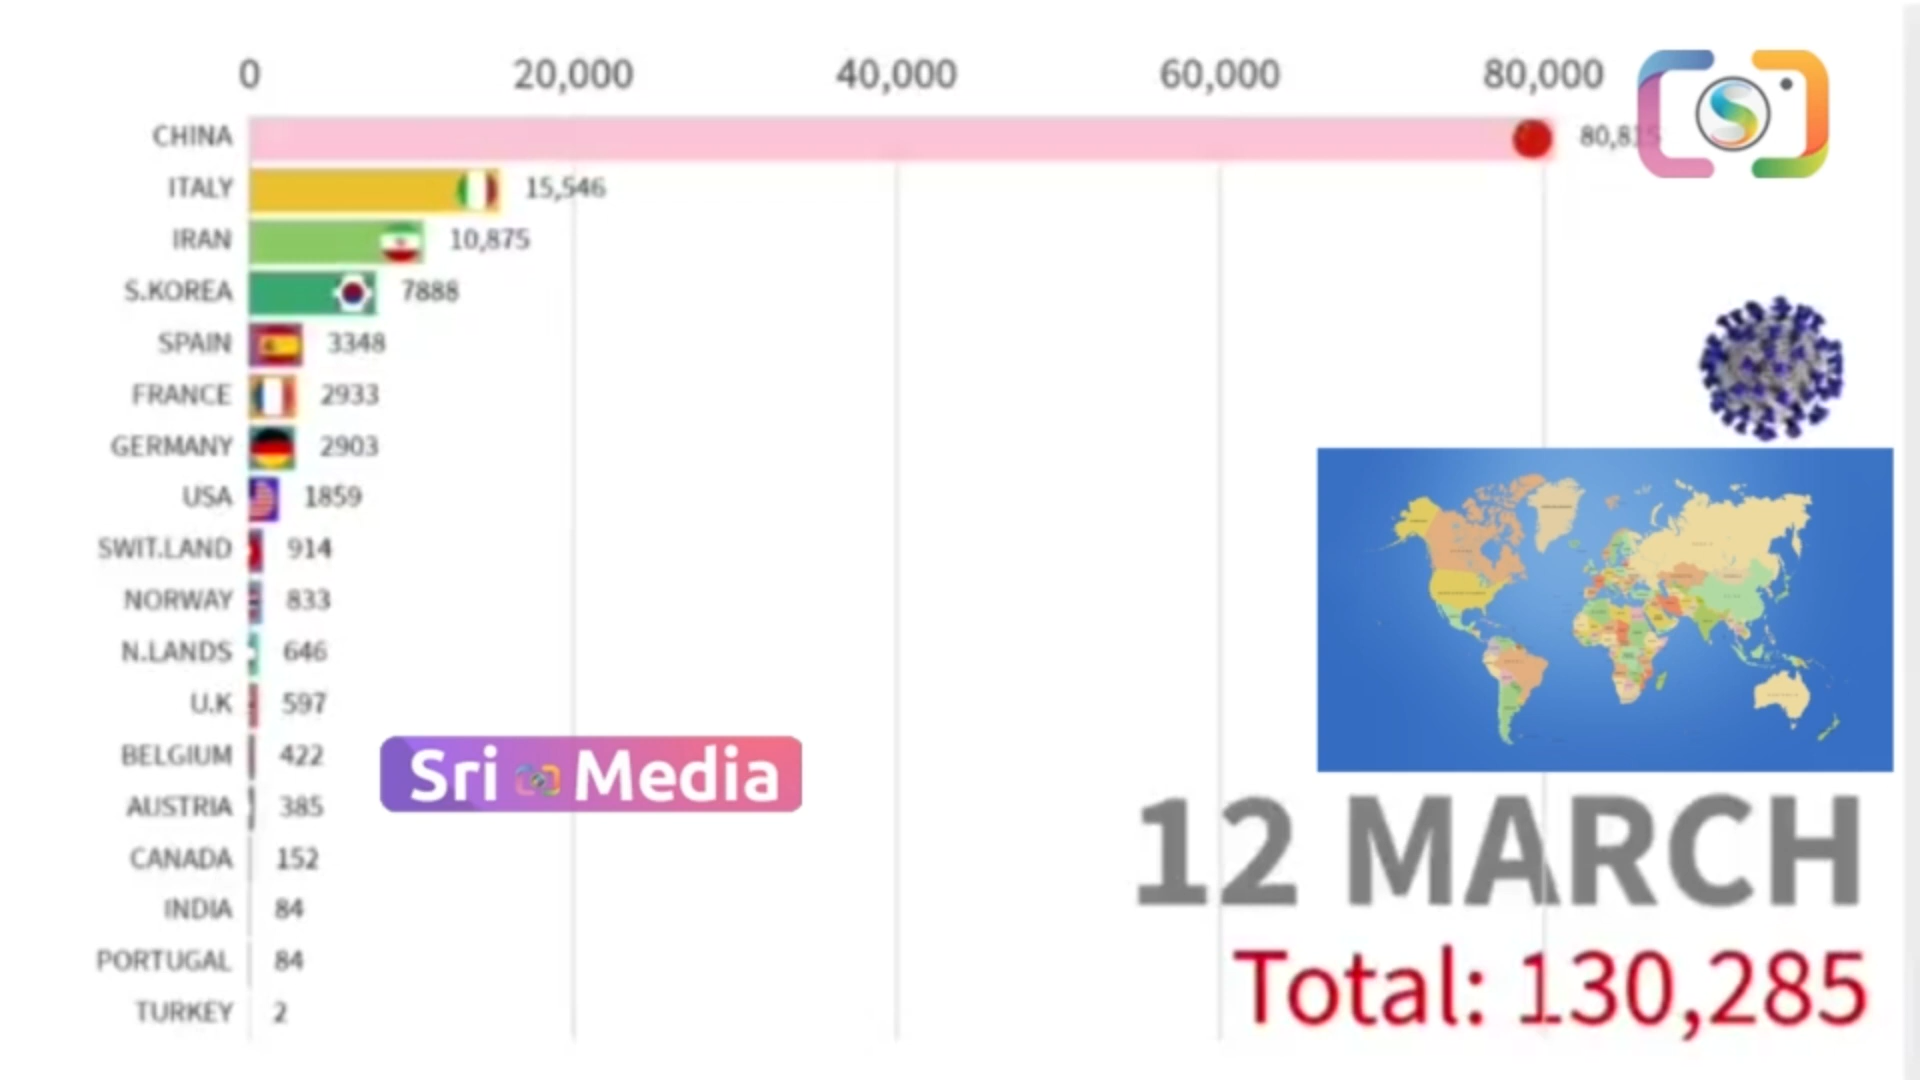 0 20,000 40,000 60,000 80,000
CHINA 80,815
ITALY 15,546
IRAN 10,875
S.KOREA 7888
SPAIN 3348
FRANCE 2933
GERMANY 2903
USA 1859
SWIT.LAND 914
NORWAY 833
N.LANDS 646
U.K 597
BELGIUM 422
Sri Media
AUSTRIA 385
CANADA 152
INDIA 84
PORTUGAL 84
TURKEY 2
12 MARCH
Total: 130,285